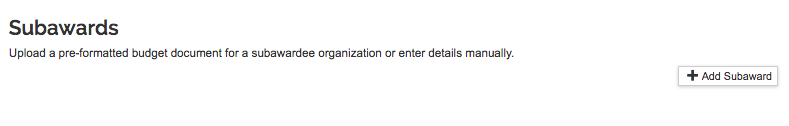 Subawards
Upload a pre-formatted budget document for a subawardee organization or enter details manually.
Add Subaward